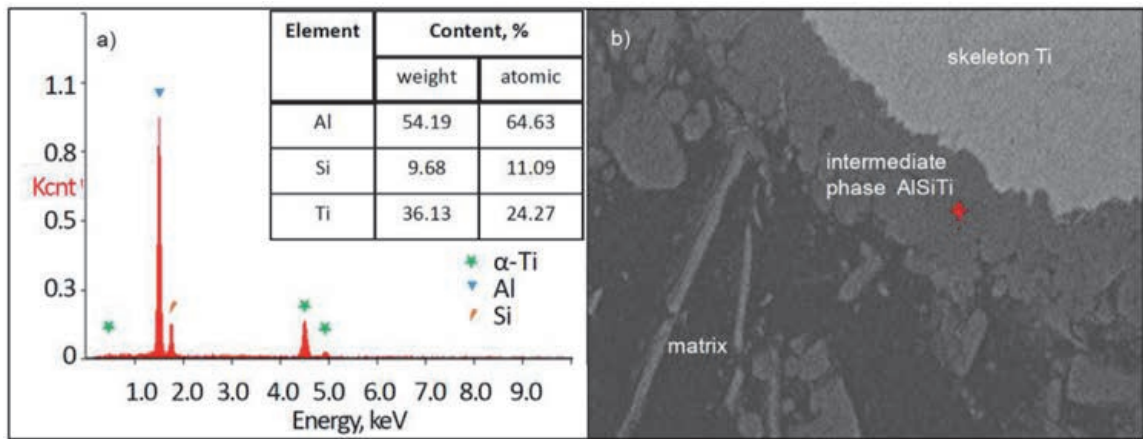 a)
Element Content, %
weight atomic
Al 54.19 64.63
Si 9.68 11.09
Ti 36.13 24.27
α-Ti
Al
Si
Kcnt
1.1
0.8
0.5
0.3
0
1.0 2.0 3.0 4.0 5.0 6.0 7.0 8.0 9.0
Energy, keV
b)
skeleton Ti
intermediate
phase AlSiTi
matrix